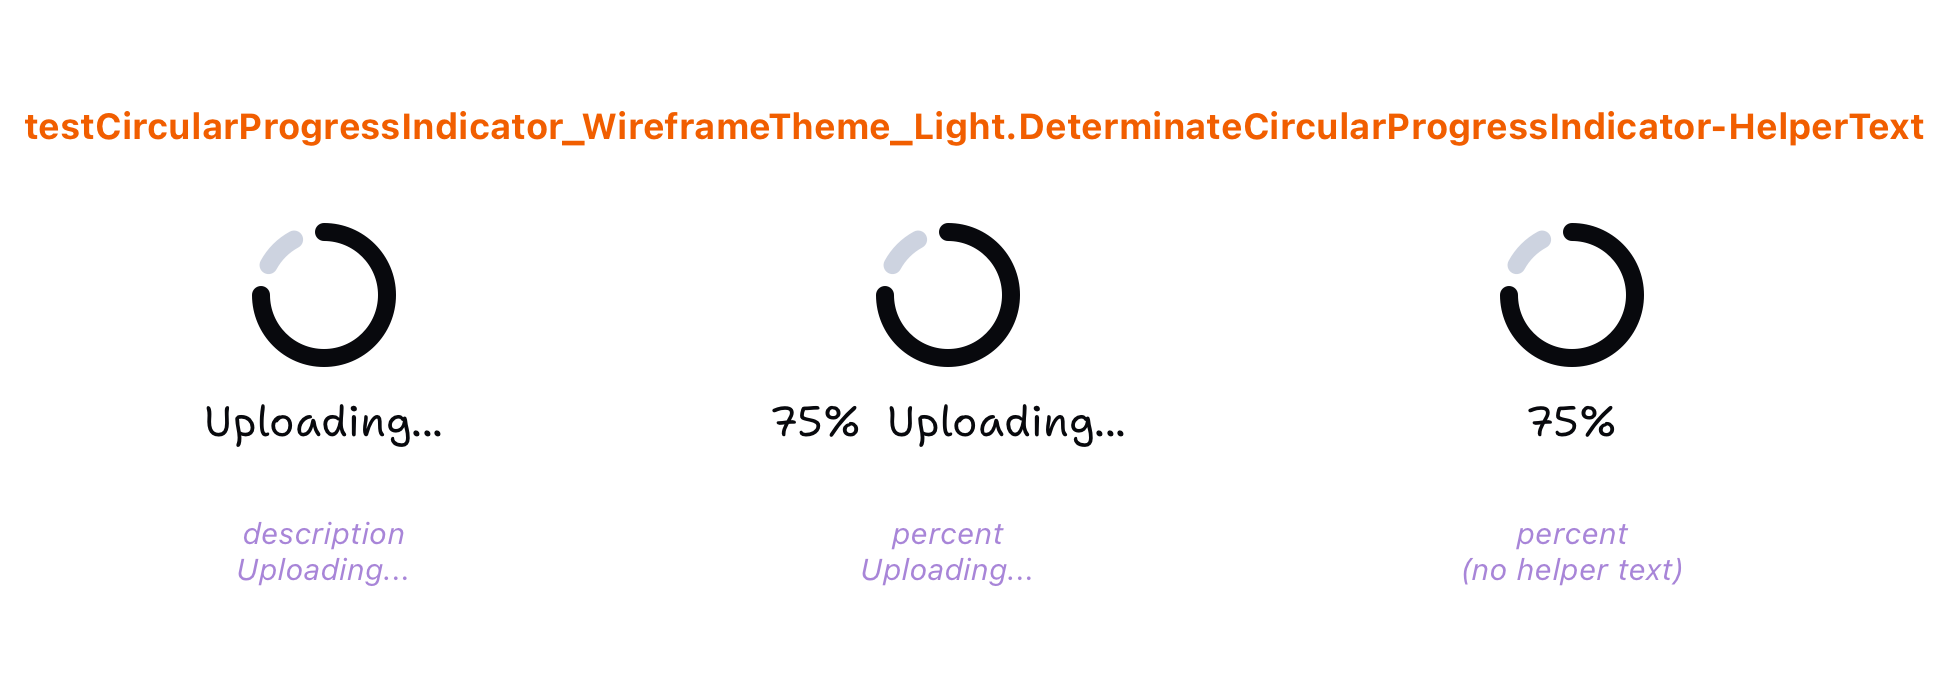 testCircularProgressIndicator_WireframeTheme_Light.DeterminateCircularProgressIndicator-HelperText
Uploading...
75% Uploading...
75%
description
Uploading...
percent
Uploading...
percent
(no helper text)